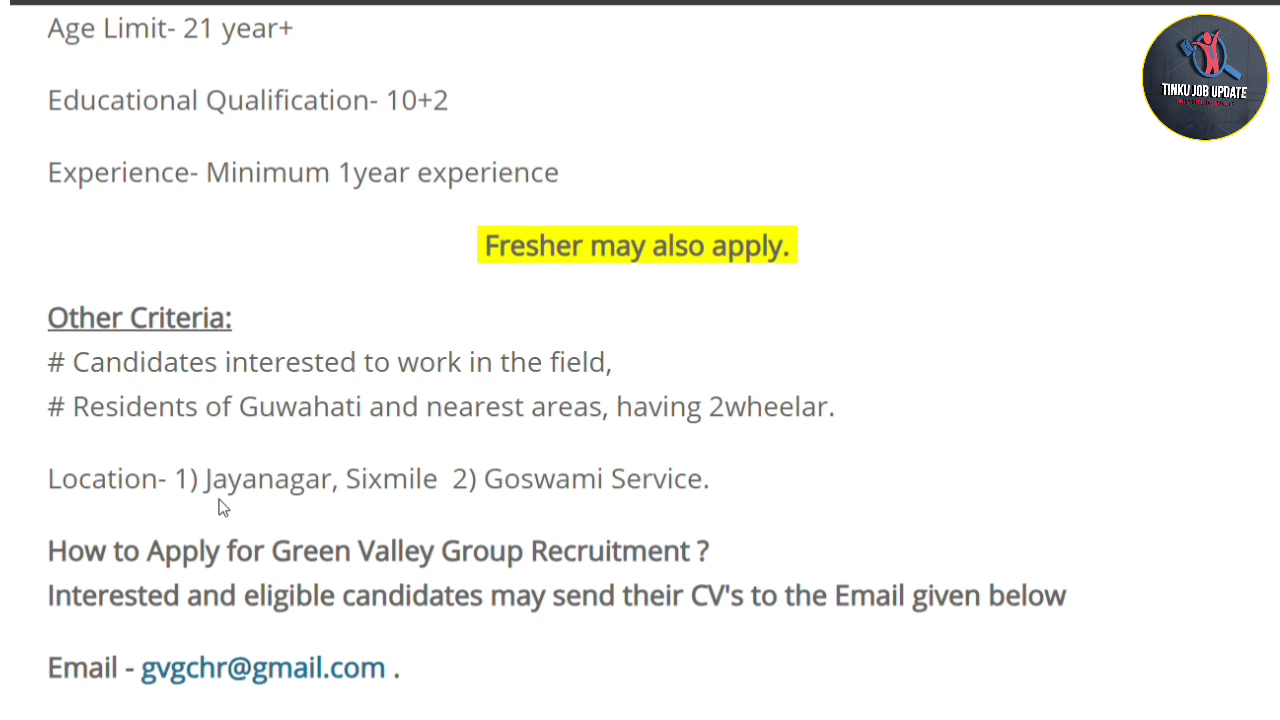 Age Limit- 21 year+
TINKU JOB UPDATE
Educational Qualification- 10+2
Experience- Minimum 1year experience
Fresher may also apply.
Other Criteria:
# Candidates interested to work in the field,
# Residents of Guwahati and nearest areas, having 2wheelar.
Location- 1) Jayanagar, Sixmile 2) Goswami Service.
How to Apply for Green Valley Group Recruitment ?
Interested and eligible candidates may send their CV's to the Email given below
Email - gvgchr@gmail.com .